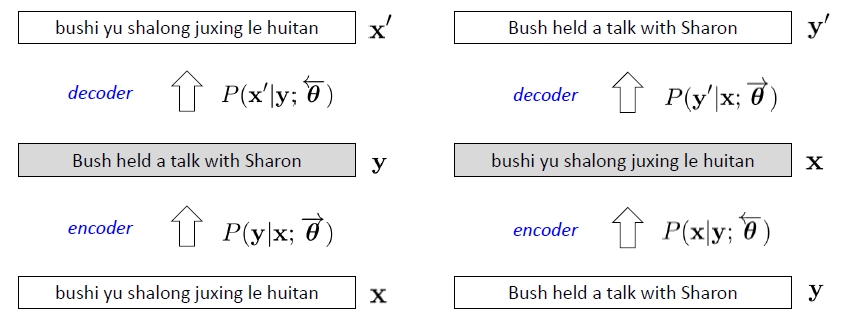 bushi yu shalong juxing le huitan x′ Bush held a talk with Sharon y′
decoder P(x′|y; θ⃖) decoder P(y′|x; θ⃗)
Bush held a talk with Sharon y bushi yu shalong juxing le huitan x
encoder P(y|x; θ⃗) encoder P(x|y; θ⃖)
bushi yu shalong juxing le huitan x Bush held a talk with Sharon y